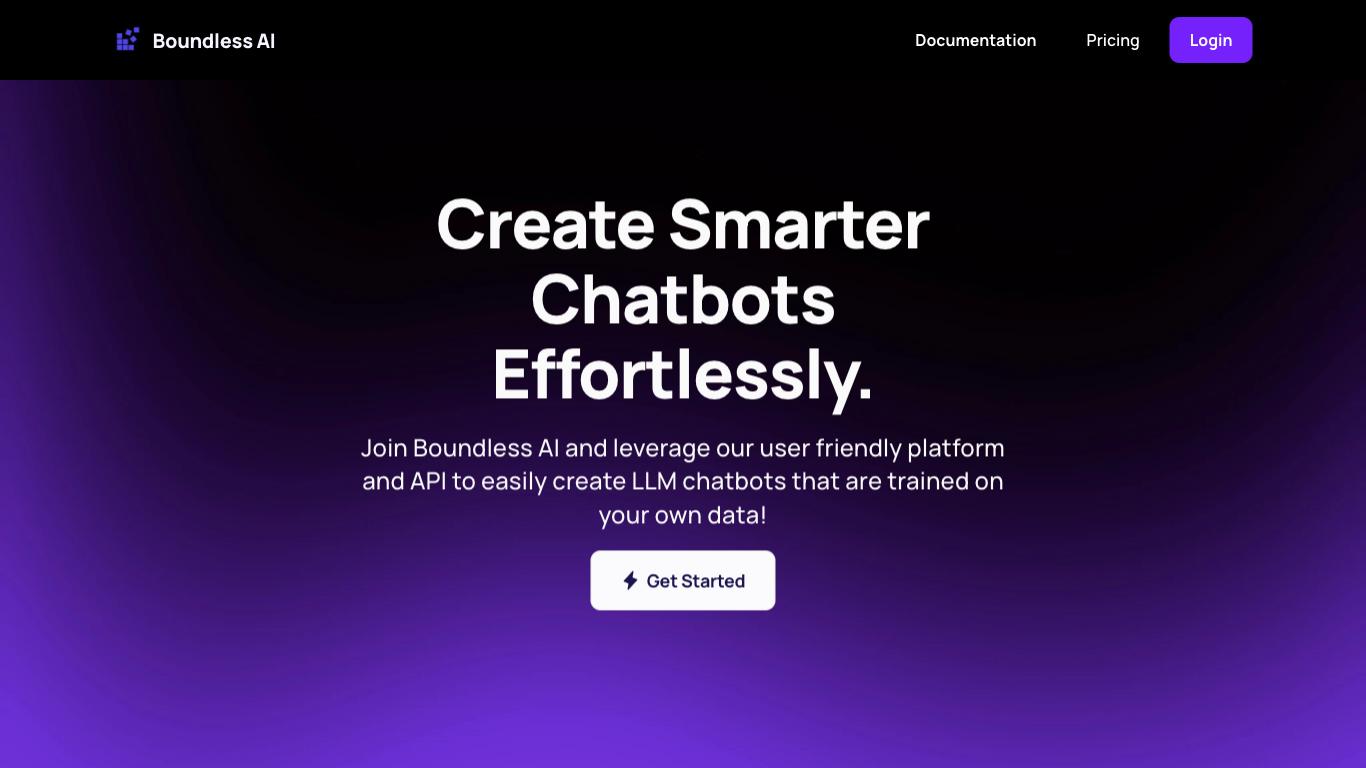 Boundless AI
Documentation
Pricing
Login
Create Smarter
Chatbots
Effortlessly.
Join Boundless AI and leverage our user friendly platform
and API to easily create LLM chatbots that are trained on
your own data!
Get Started